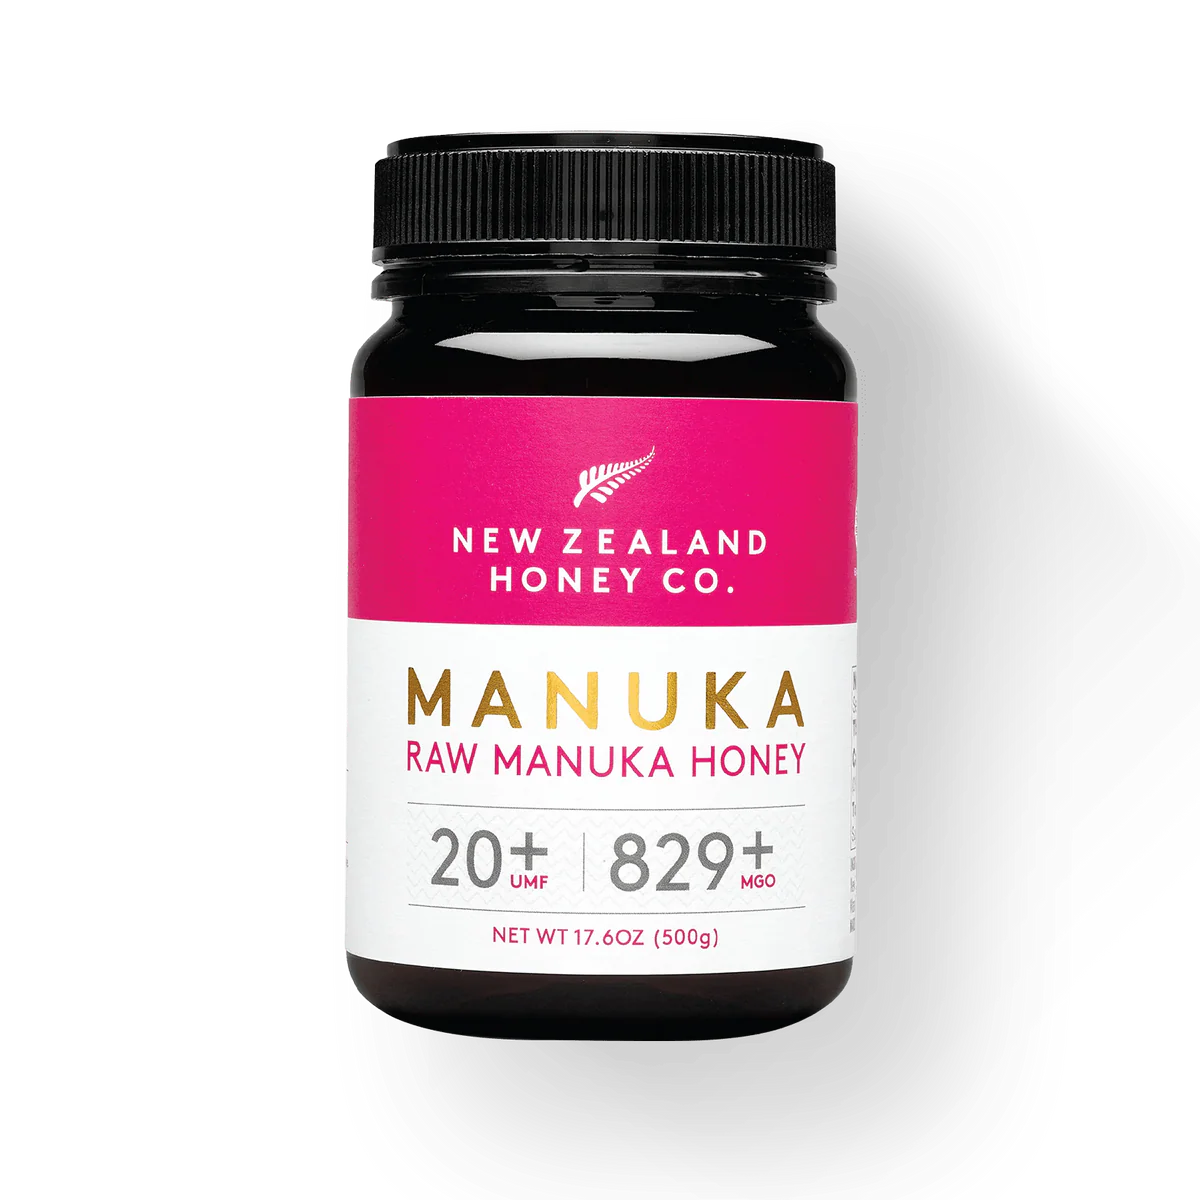 NEW ZEALAND
HONEY CO.
MANUKA
RAW MANUKA HONEY
20+ UMF | 829+ MGO
NET WT 17.6OZ (500g)